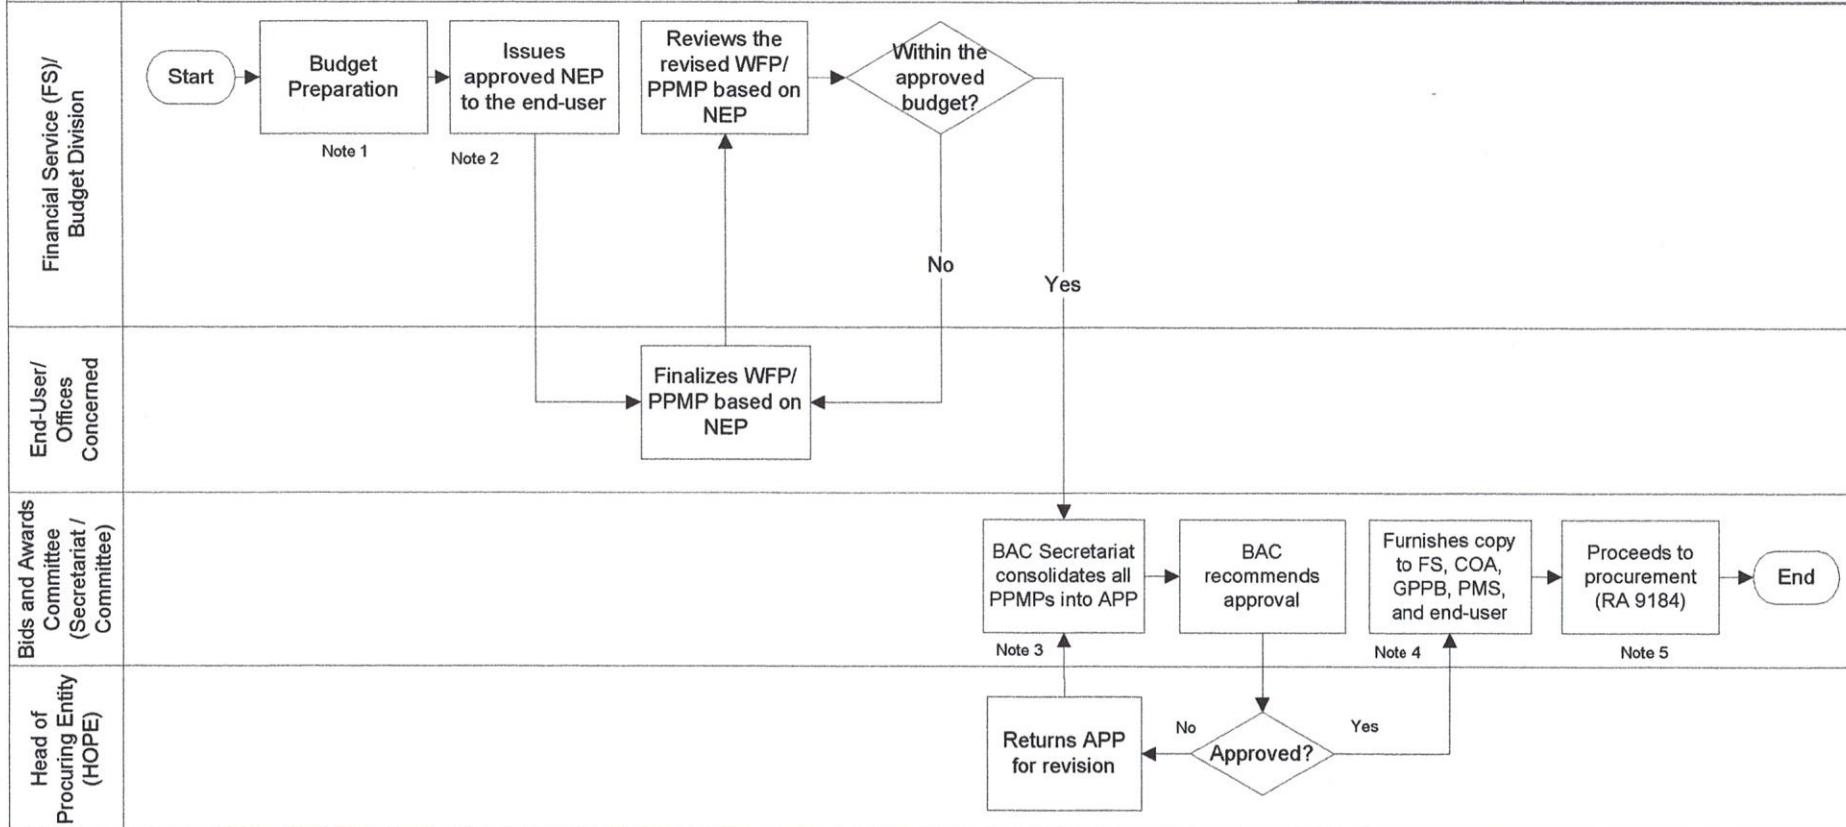 Financial Service (FS)/
Budget Division
Start
Budget
Preparation
Note 1
Issues
approved NEP
to the end-user
Note 2
Reviews the
revised WFP/
PPMP based on
NEP
Within the
approved
budget?
No
Yes
End-User/
Offices
Concerned
Finalizes WFP/
PPMP based on
NEP
Bids and Awards
Committee
(Secretariat /
Committee)
BAC Secretariat
consolidates all
PPMPs into APP
Note 3
BAC
recommends
approval
Furnishes copy
to FS, COA,
GPPB, PMS,
and end-user
Note 4
Proceeds to
procurement
(RA 9184)
Note 5
End
Head of
Procuring Entity
(HOPE)
Returns APP
for revision
No
Approved?
Yes